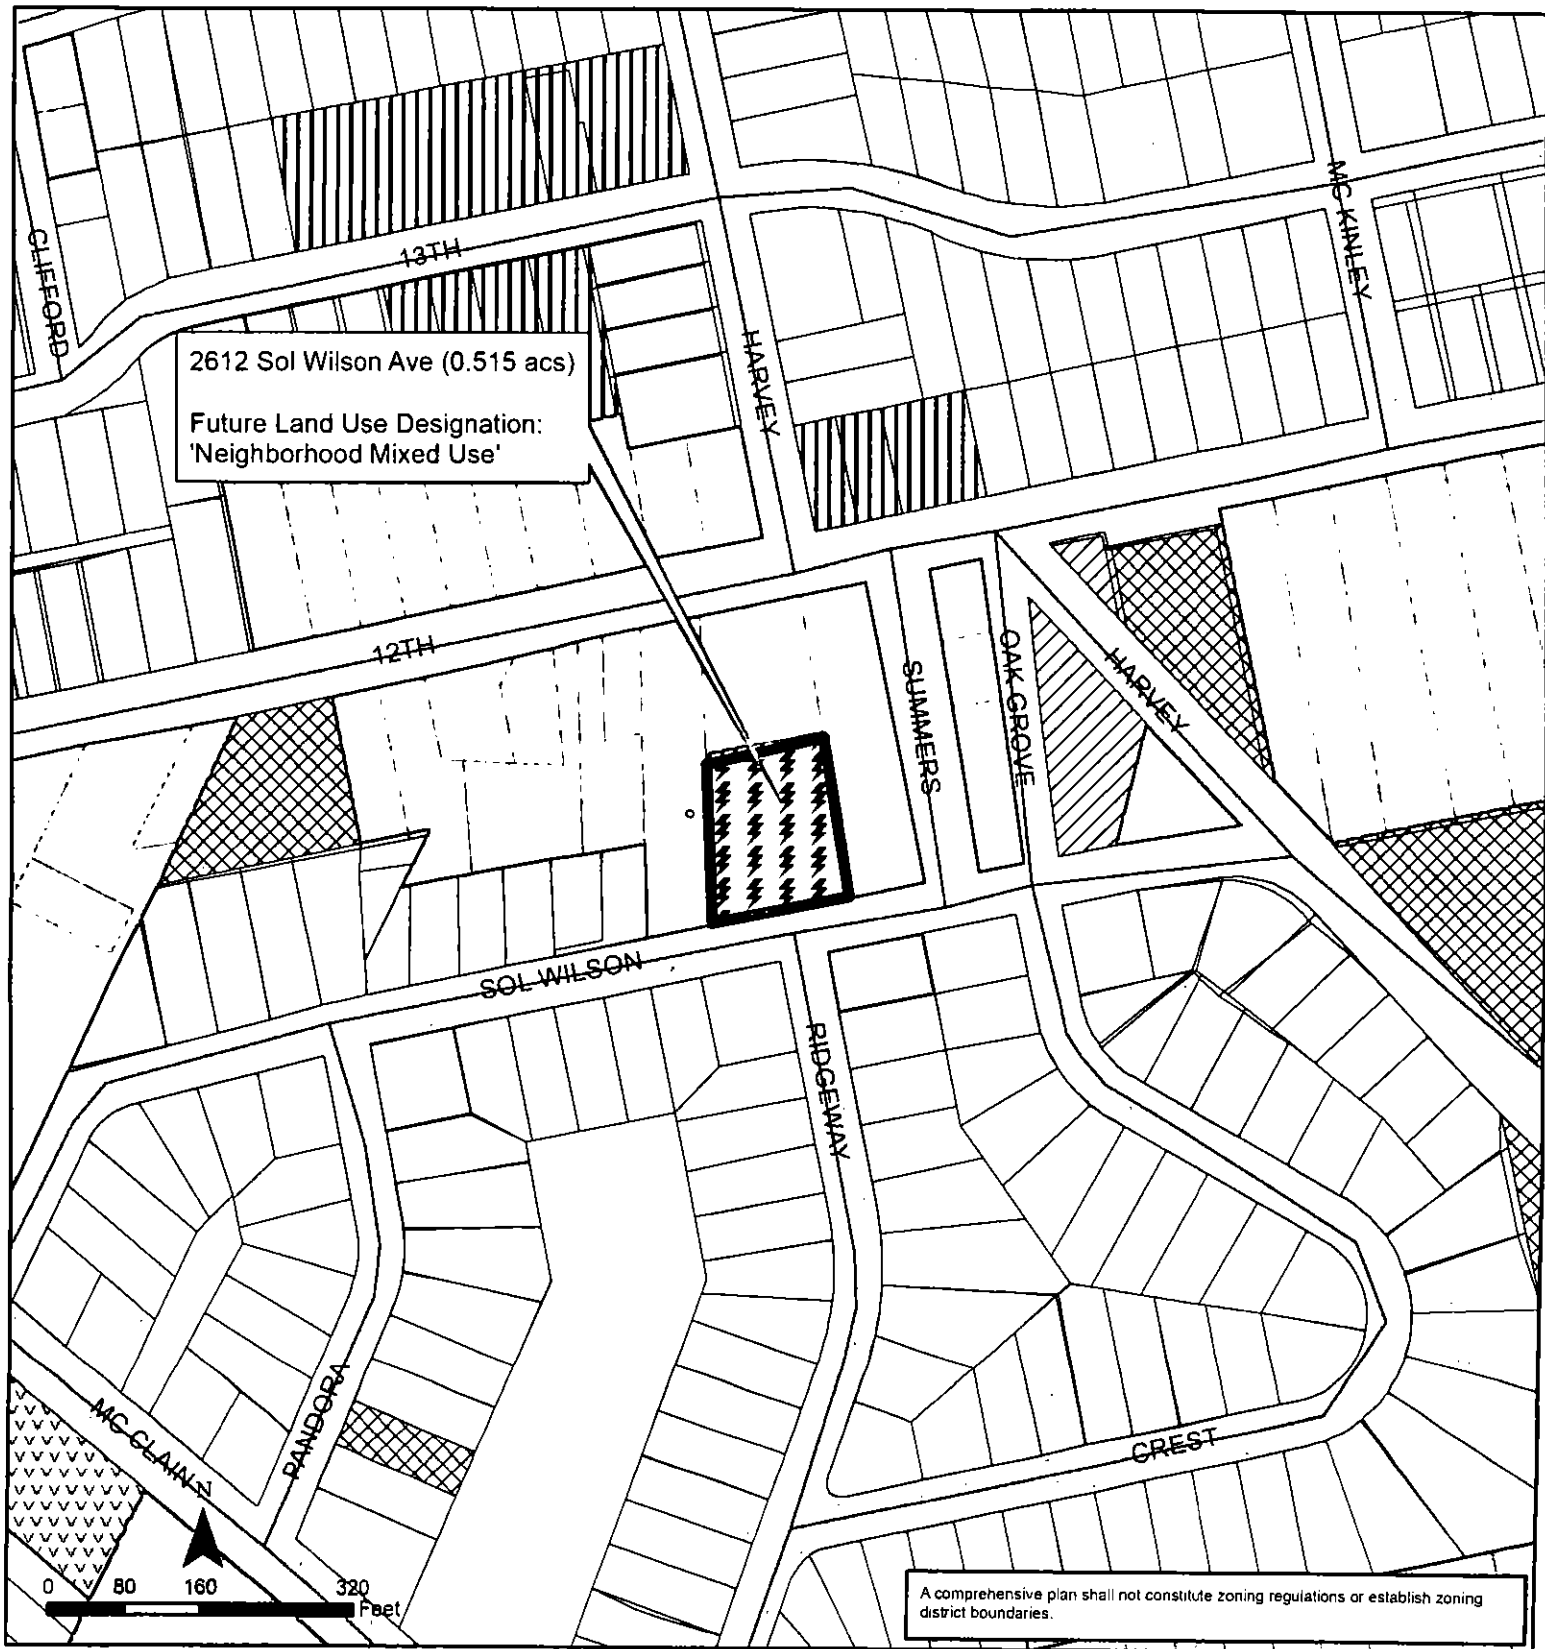 MC KINLEY
CLIFFORD
13TH
HARVEY
2612 Sol Wilson Ave (0.515 acs)
Future Land Use Designation:
'Neighborhood Mixed Use'
12TH
SUMMERS
OAK GROVE
HARVEY
SOL WILSON
RIDGEWAY
PANDORA
MC CLAIN
CREST
N
0 80 160 320
Feet
A comprehensive plan shall not constitute zoning regulations or establish zoning
district boundaries.